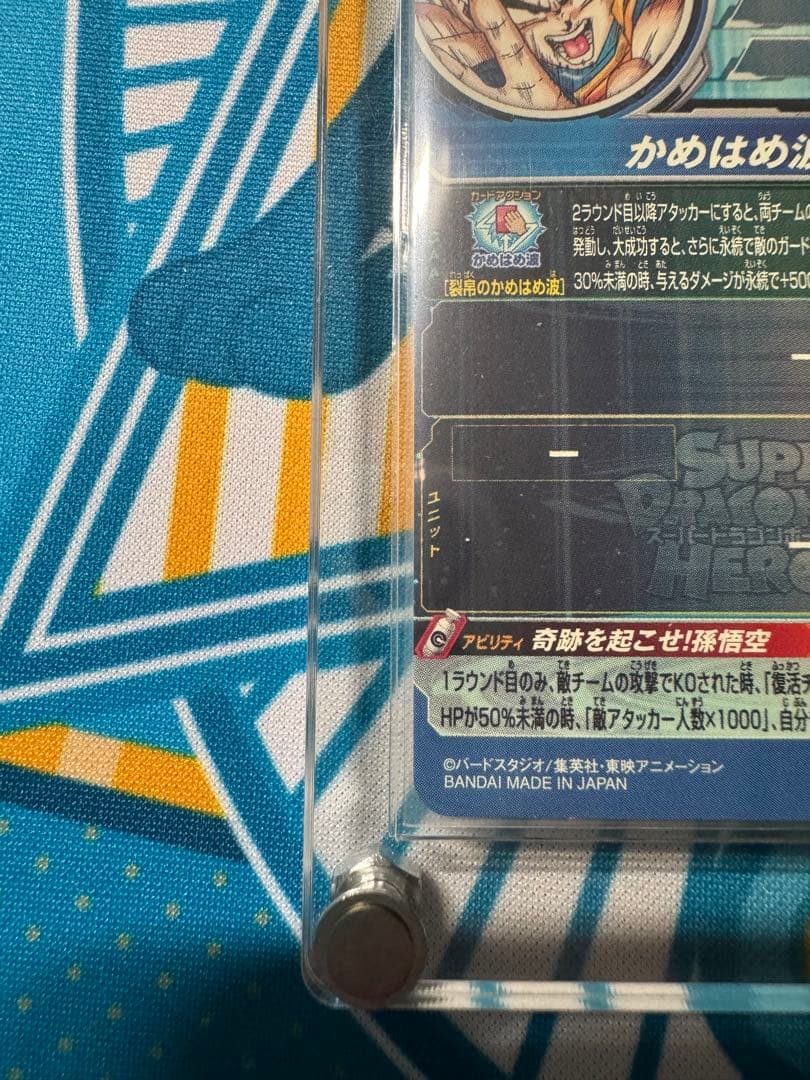 かめはめ波
カードアクション
かめはめ波
[裂帛のかめはめ波]
2ラウンド目以降アタッカーにすると、両チームの
発動し、大成功すると、さらに永続で敵のガード
30%未満の時、与えるダメージが永続で+500
ー
ー
ユニット
SUPE
DRAGON
スーパードラゴンボ
HERO
アビリティ 奇跡を起こせ!孫悟空
1ラウンド目のみ、敵チームの攻撃でKOされた時、「復活チ
HPが50%未満の時、「敵アタッカー人数×1000」、自分
©バードスタジオ/集英社・東映アニメーション
BANDAI MADE IN JAPAN